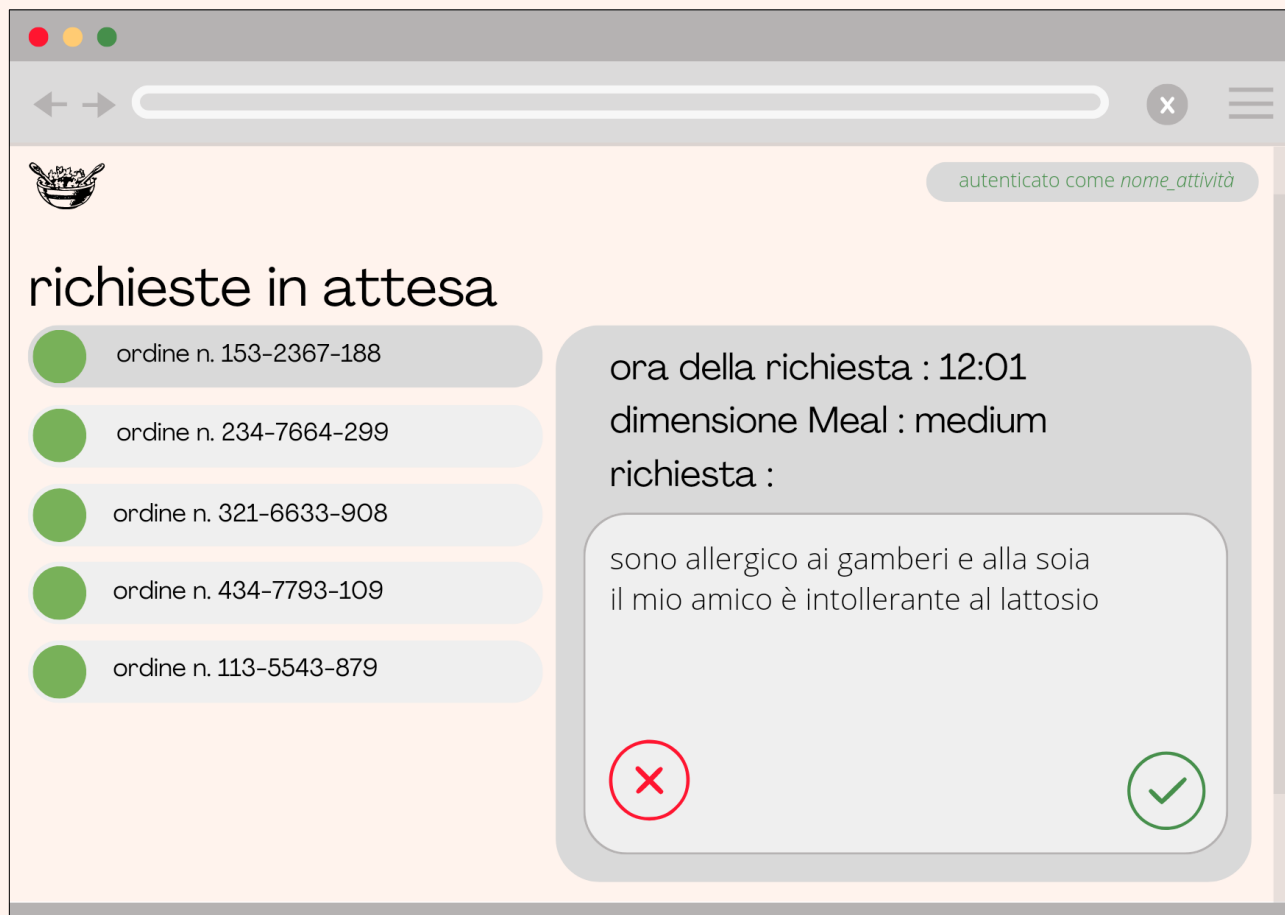 autenticato come nome_attività
richieste in attesa
ordine n. 153-2367-188
ordine n. 234-7664-299
ordine n. 321-6633-908
ordine n. 434-7793-109
ordine n. 113-5543-879
ora della richiesta : 12:01
dimensione Meal : medium
richiesta :
sono allergico ai gamberi e alla soia
il mio amico è intollerante al lattosio